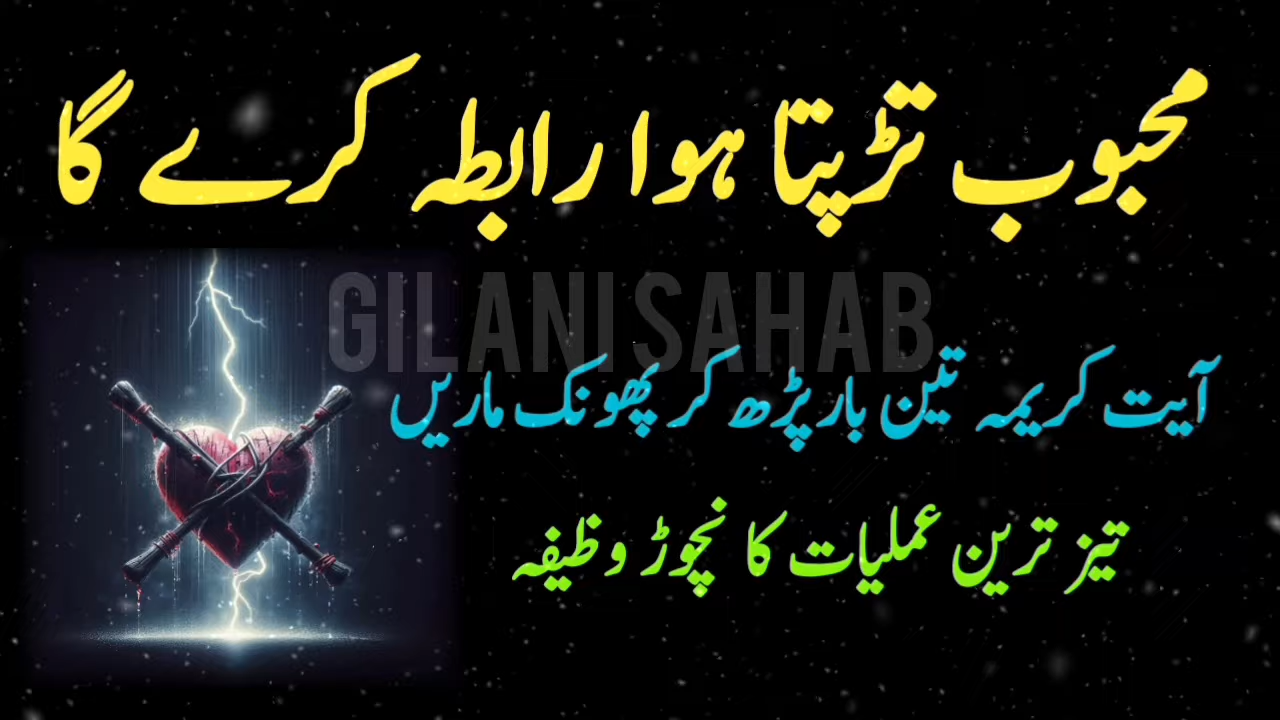 محبوب تڑپتا ہوا رابطہ کرے گا
GILANI SAHAB
آیت کریمہ تین بار پڑھ کر پھونک ماریں
تیز ترین عملیات کا نچوڑ وظیفہ